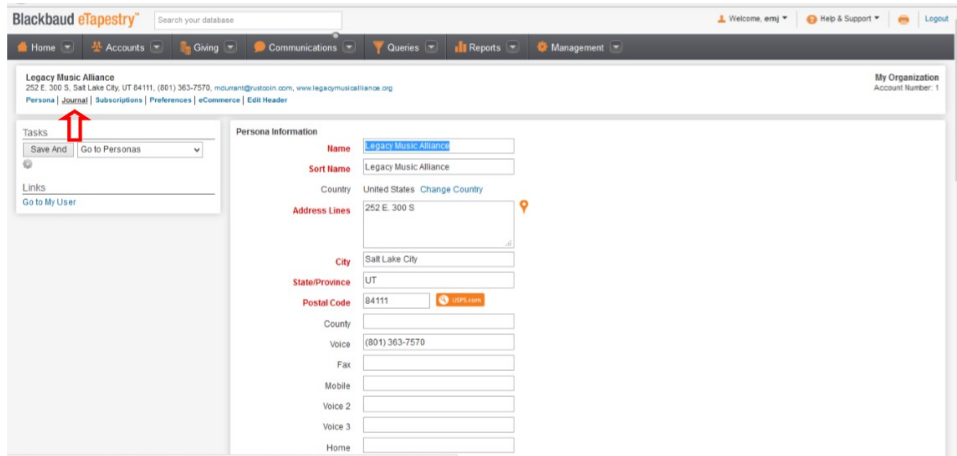 Blackbaud eTapestry™ Search your database Welcome, emj Help & Support Logout
Home Accounts Giving Communications Queries Reports Management
Legacy Music Alliance My Organization
252 E. 300 S, Salt Lake City, UT 84111, (801) 363-7570, mcurrant@rustcoin.com, www.legacymusicalliance.org Account Number: 1
Persona | Journal | Subscriptions | Preferences | eCommerce | Edit Header
Tasks
Save And Go to Personas
Links
Go to My User
Persona Information
Name Legacy Music Alliance
Sort Name Legacy Music Alliance
Country United States Change Country
Address Lines 252 E. 300 S
City Salt Lake City
State/Province UT
Postal Code 84111 USPS.com
County
Voice (801) 363-7570
Fax
Mobile
Voice 2
Voice 3
Home